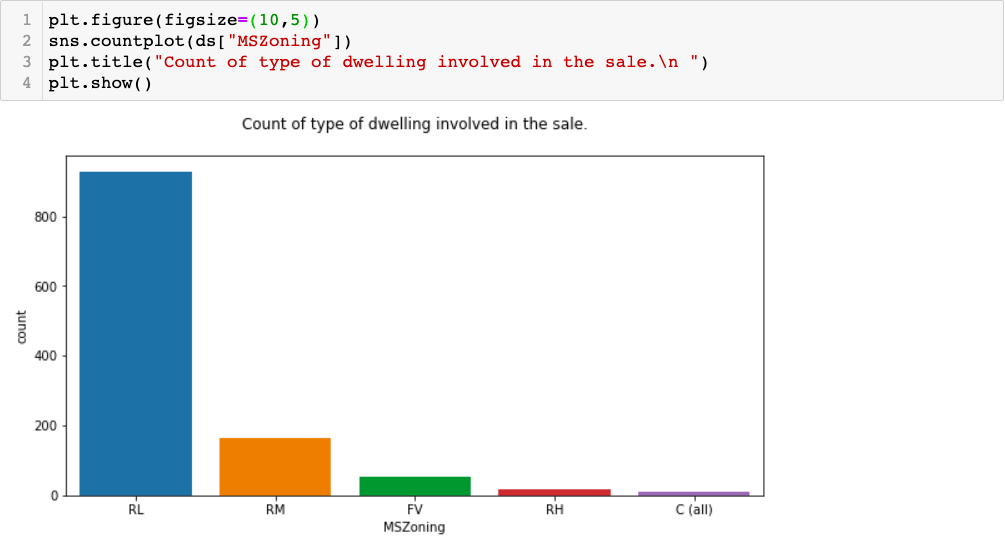 1 plt.figure(figsize=(10,5))
2 sns.countplot(ds["MSZoning"])
3 plt.title("Count of type of dwelling involved in the sale.\n ")
4 plt.show()
Count of type of dwelling involved in the sale.
800
600
400
200
0
count
RL RM FV RH C (all)
MSZoning